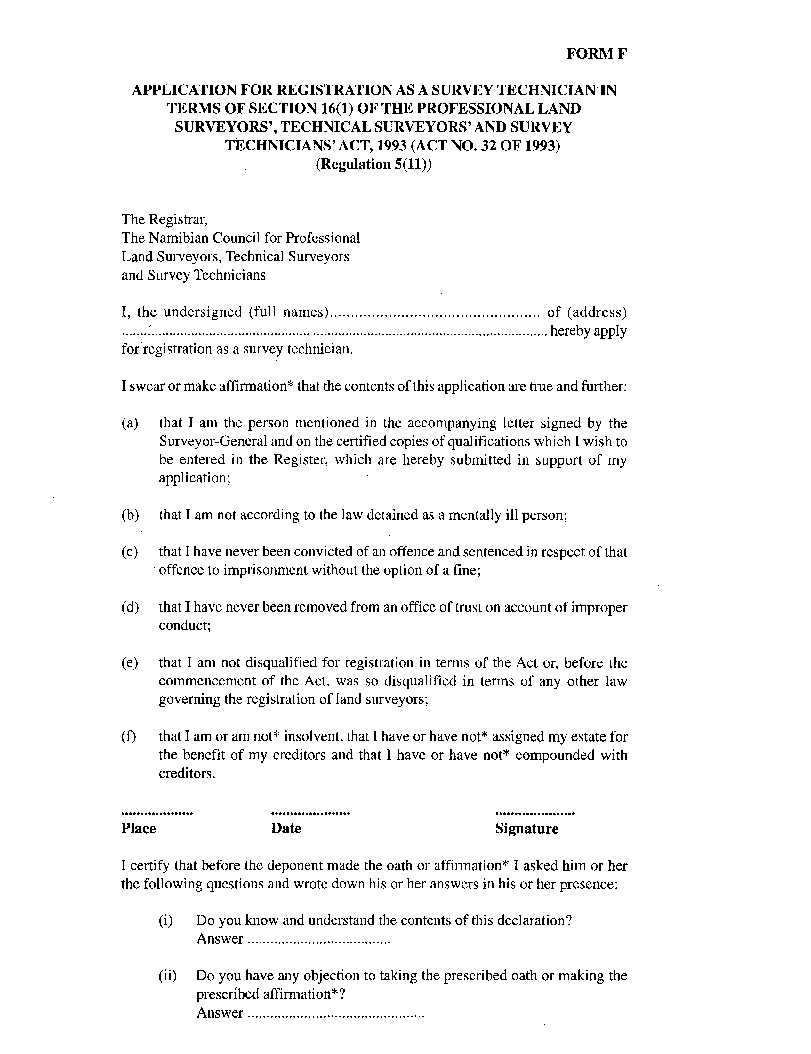 FORM F
APPLICATION FOR REGISTRATION AS A SURVEY TECHNICIAN IN
TERMS OF SECTION 16(1) OF THE PROFESSIONAL LAND
SURVEYORS', TECHNICAL SURVEYORS' AND SURVEY
TECHNICIANS' ACT, 1993 (ACT NO. 32 OF 1993)
(Regulation 5(11))
The Registrar,
The Namibian Council for Professional
Land Surveyors, Technical Surveyors
and Survey Technicians
I, the undersigned (full names).................................................. of (address)
........................................................................................................... hereby apply
for registration as a survey technician.
I swear or make affirmation* that the contents of this application are true and further:
(a) that I am the person mentioned in the accompanying letter signed by the
Surveyor-General and on the certified copies of qualifications which I wish to
be entered in the Register, which are hereby submitted in support of my
application;
(b) that I am not according to the law detained as a mentally ill person;
(c) that I have never been convicted of an offence and sentenced in respect of that
offence to imprisonment without the option of a fine;
(d) that I have never been removed from an office of trust on account of improper
conduct;
(e) that I am not disqualified for registration in terms of the Act or, before the
commencement of the Act, was so disqualified in terms of any other law
governing the registration of land surveyors;
(f) that I am or am not* insolvent, that I have or have not* assigned my estate for
the benefit of my creditors and that I have or have not* compounded with
creditors.
................... ..................... .....................
Place Date Signature
I certify that before the deponent made the oath or affirmation* I asked him or her
the following questions and wrote down his or her answers in his or her presence:
(i) Do you know and understand the contents of this declaration?
Answer .....................................
(ii) Do you have any objection to taking the prescribed oath or making the
prescribed affirmation*?
Answer ..............................................